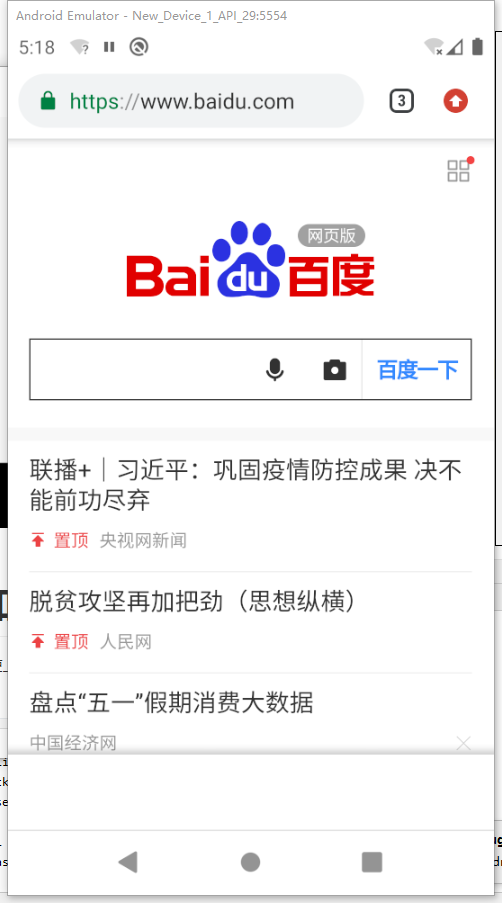 Android Emulator - New_Device_1_API_29:5554
5:18
https://www.baidu.com
3
网页版
Bai du 百度
百度一下
联播+｜习近平：巩固疫情防控成果 决不
能前功尽弃
置顶 央视网新闻
脱贫攻坚再加把劲（思想纵横）
置顶 人民网
盘点“五一”假期消费大数据
中国经济网